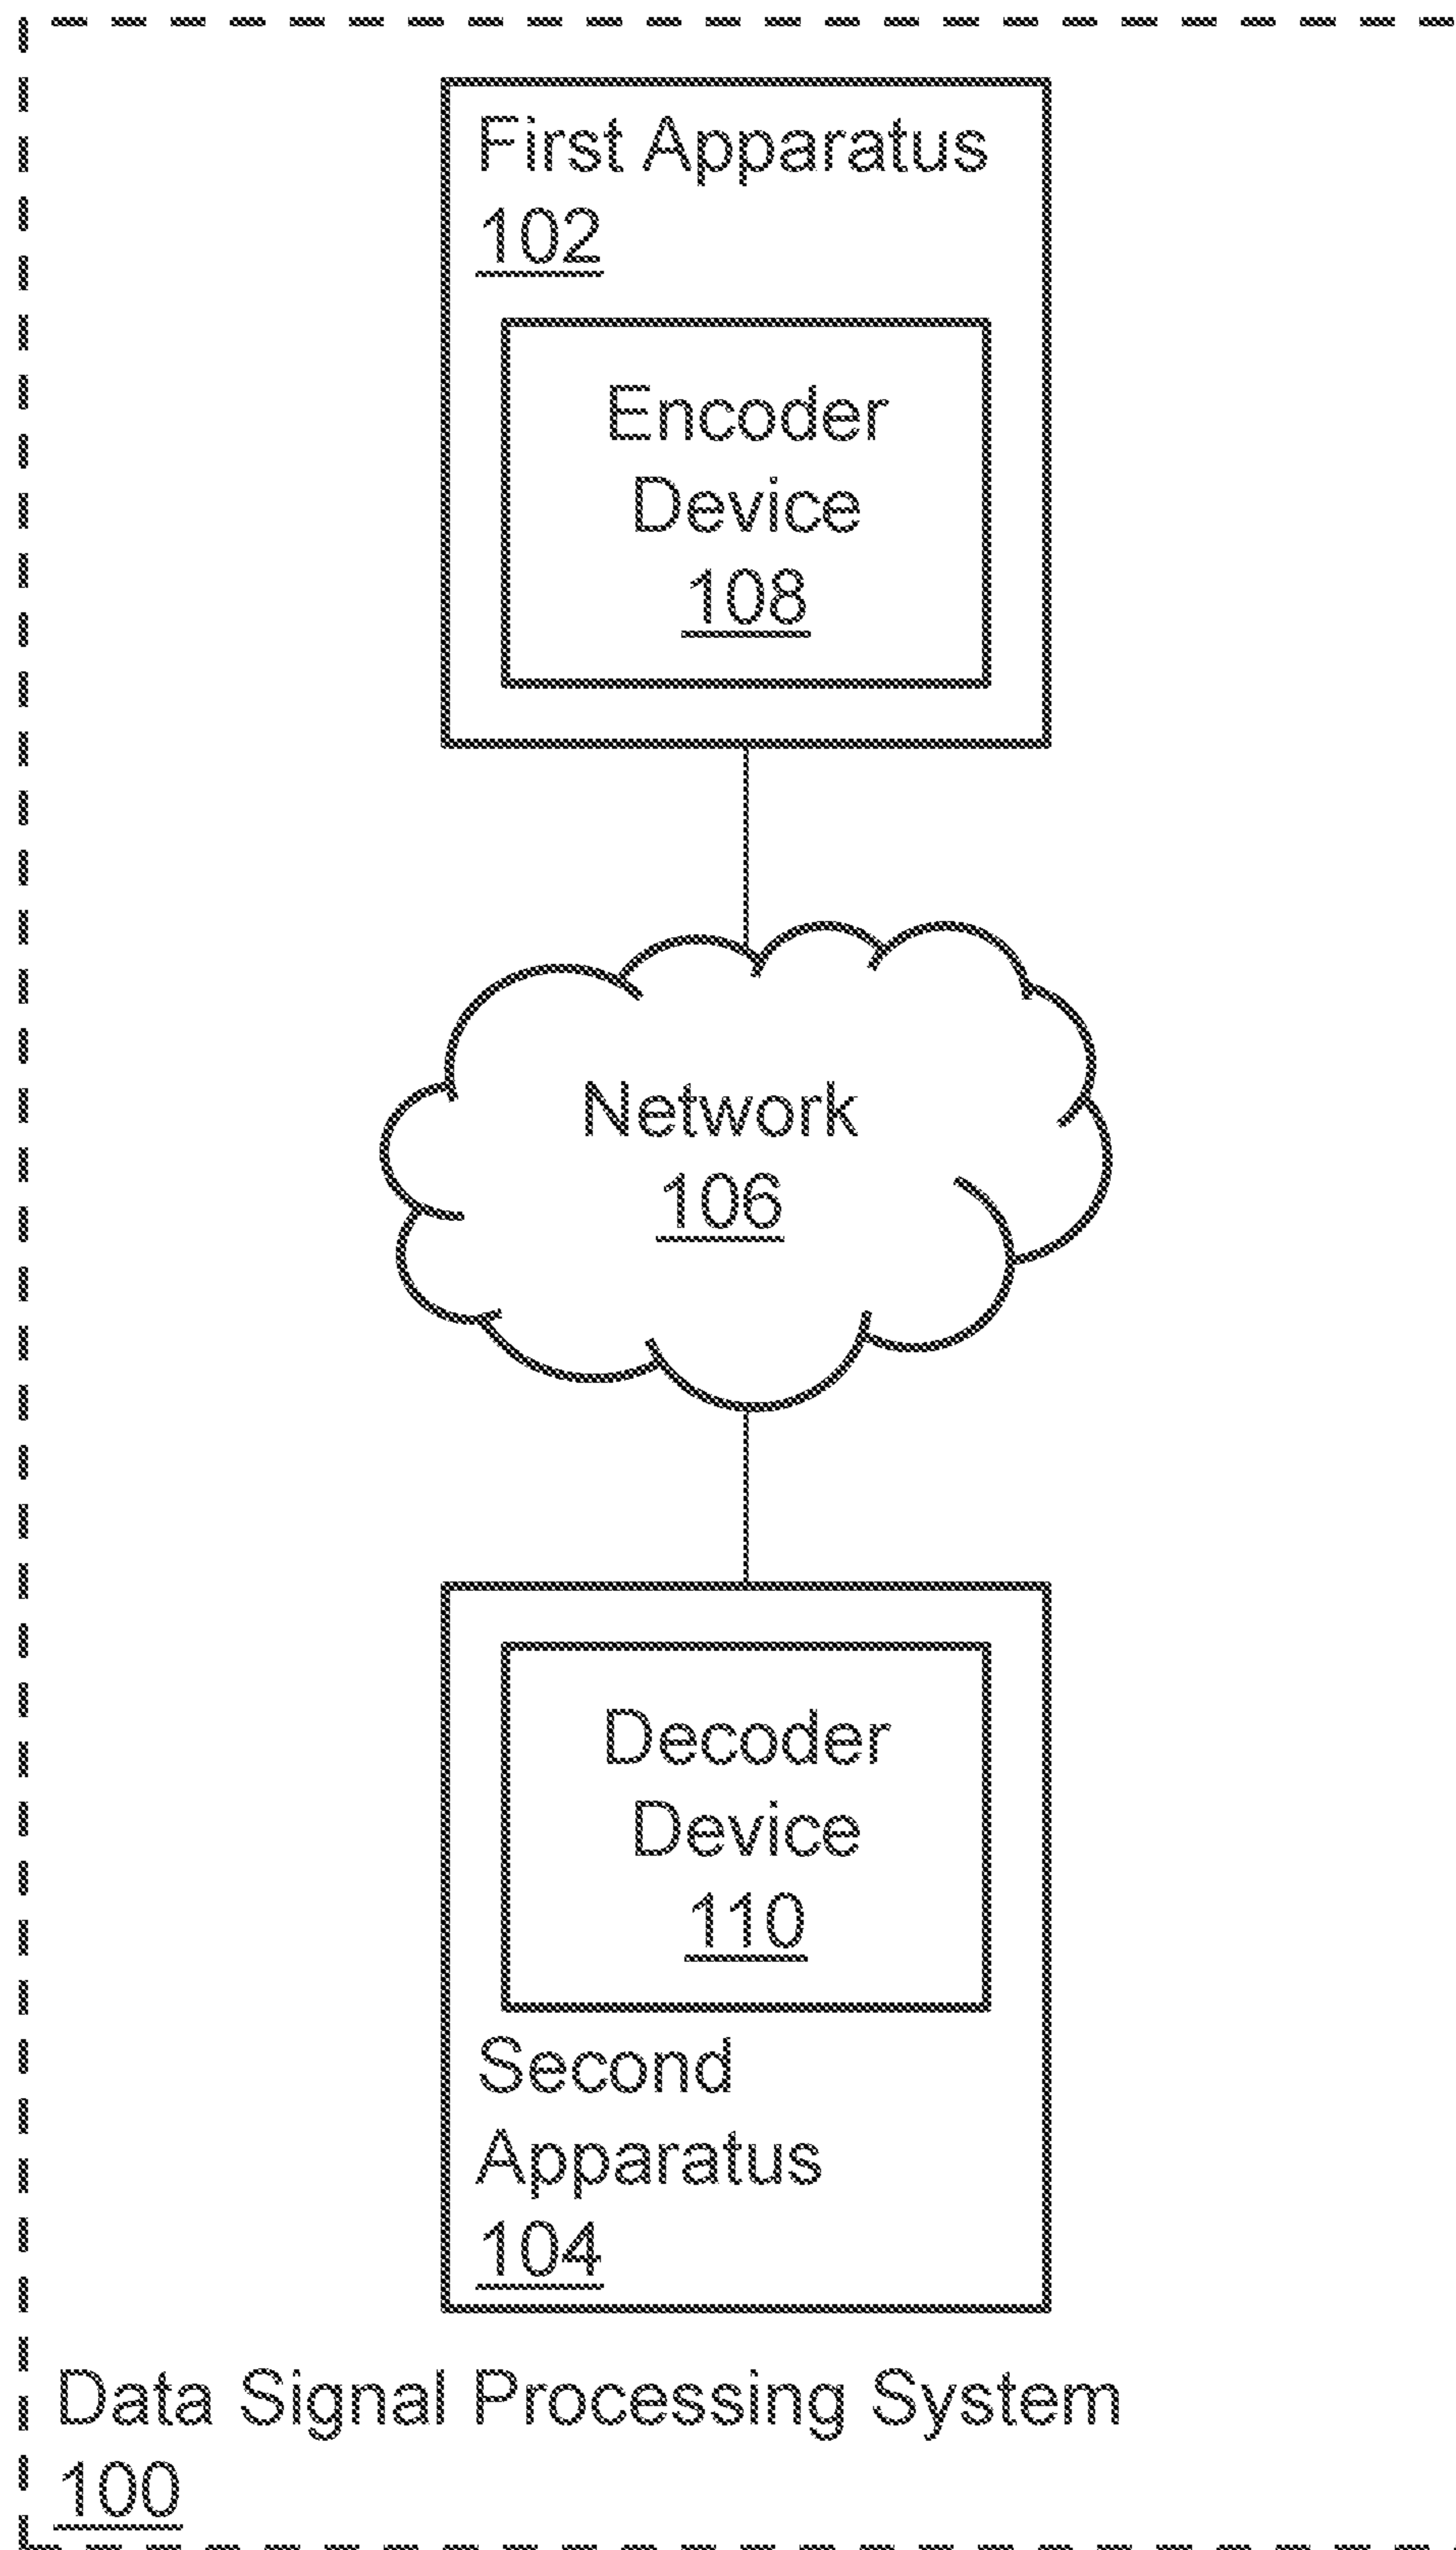 First Apparatus
102
Encoder
Device
108
Network
106
Decoder
Device
110
Second
Apparatus
104
Data Signal Processing System
100